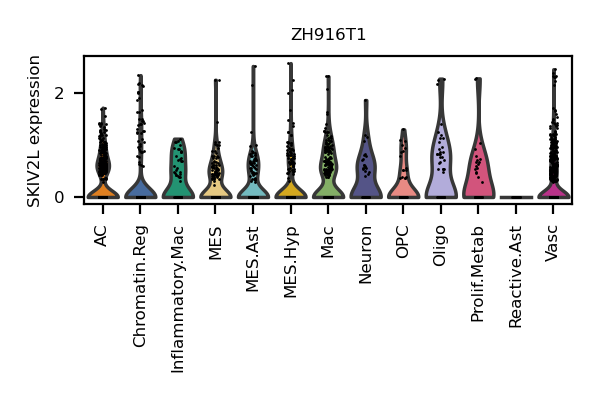 ZH916T1
SKIV2L expression
2
0
AC
Chromatin.Reg
Inflammatory.Mac
MES
MES.Ast
MES.Hyp
Mac
Neuron
OPC
Oligo
Prolif.Metab
Reactive.Ast
Vasc